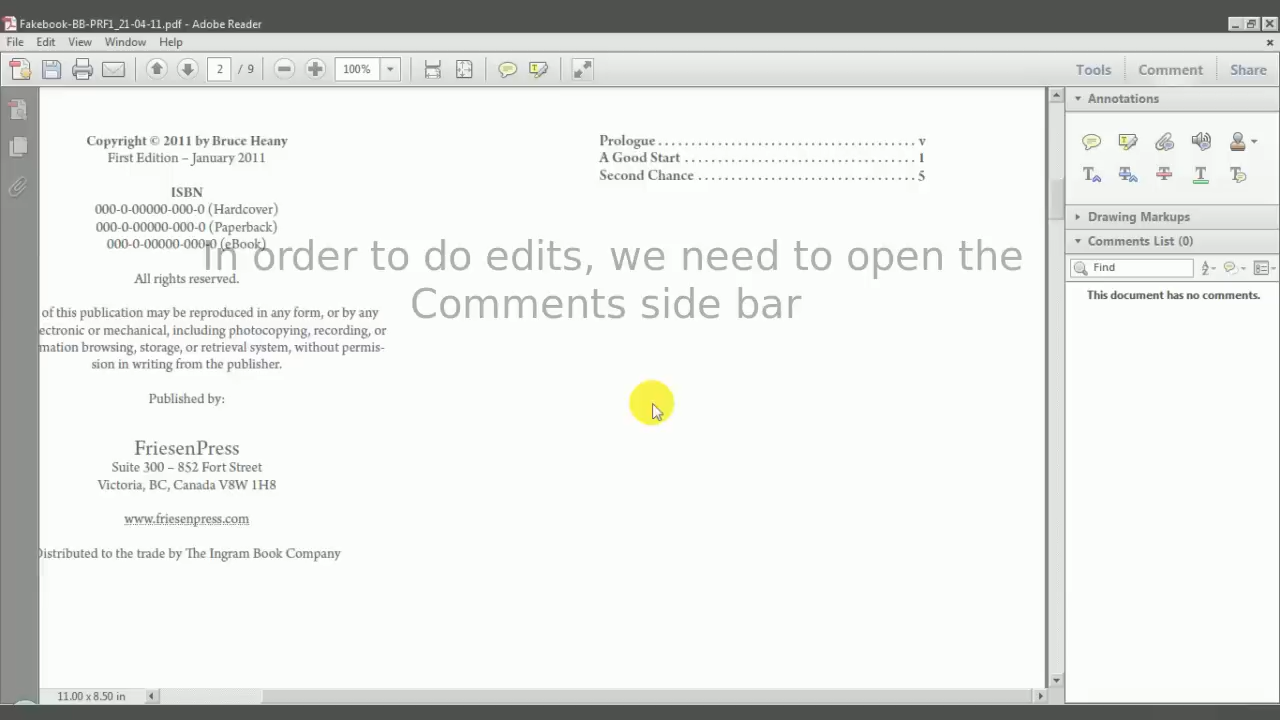 Fakebook-BB-PRF1_21-04-11.pdf - Adobe Reader
File Edit View Window Help
2 / 9 100% Tools Comment Share
Copyright © 2011 by Bruce Heany
First Edition – January 2011
ISBN
000-0-00000-000-0 (Hardcover)
000-0-00000-000-0 (Paperback)
000-0-00000-000-0 (eBook)
All rights reserved.
of this publication may be reproduced in any form, or by any
ectronic or mechanical, including photocopying, recording, or
mation browsing, storage, or retrieval system, without permis-
sion in writing from the publisher.
Published by:
FriesenPress
Suite 300 – 852 Fort Street
Victoria, BC, Canada V8W 1H8
www.friesenpress.com
Distributed to the trade by The Ingram Book Company
Prologue . . . . . . . . . . . . . . . . . . . . . . . . . . . . . . . . . . . . . v
A Good Start . . . . . . . . . . . . . . . . . . . . . . . . . . . . . . . . . 1
Second Chance . . . . . . . . . . . . . . . . . . . . . . . . . . . . . . . 5
In order to do edits, we need to open the
Comments side bar
Annotations
Drawing Markups
Comments List (0)
Find
This document has no comments.
11.00 x 8.50 in